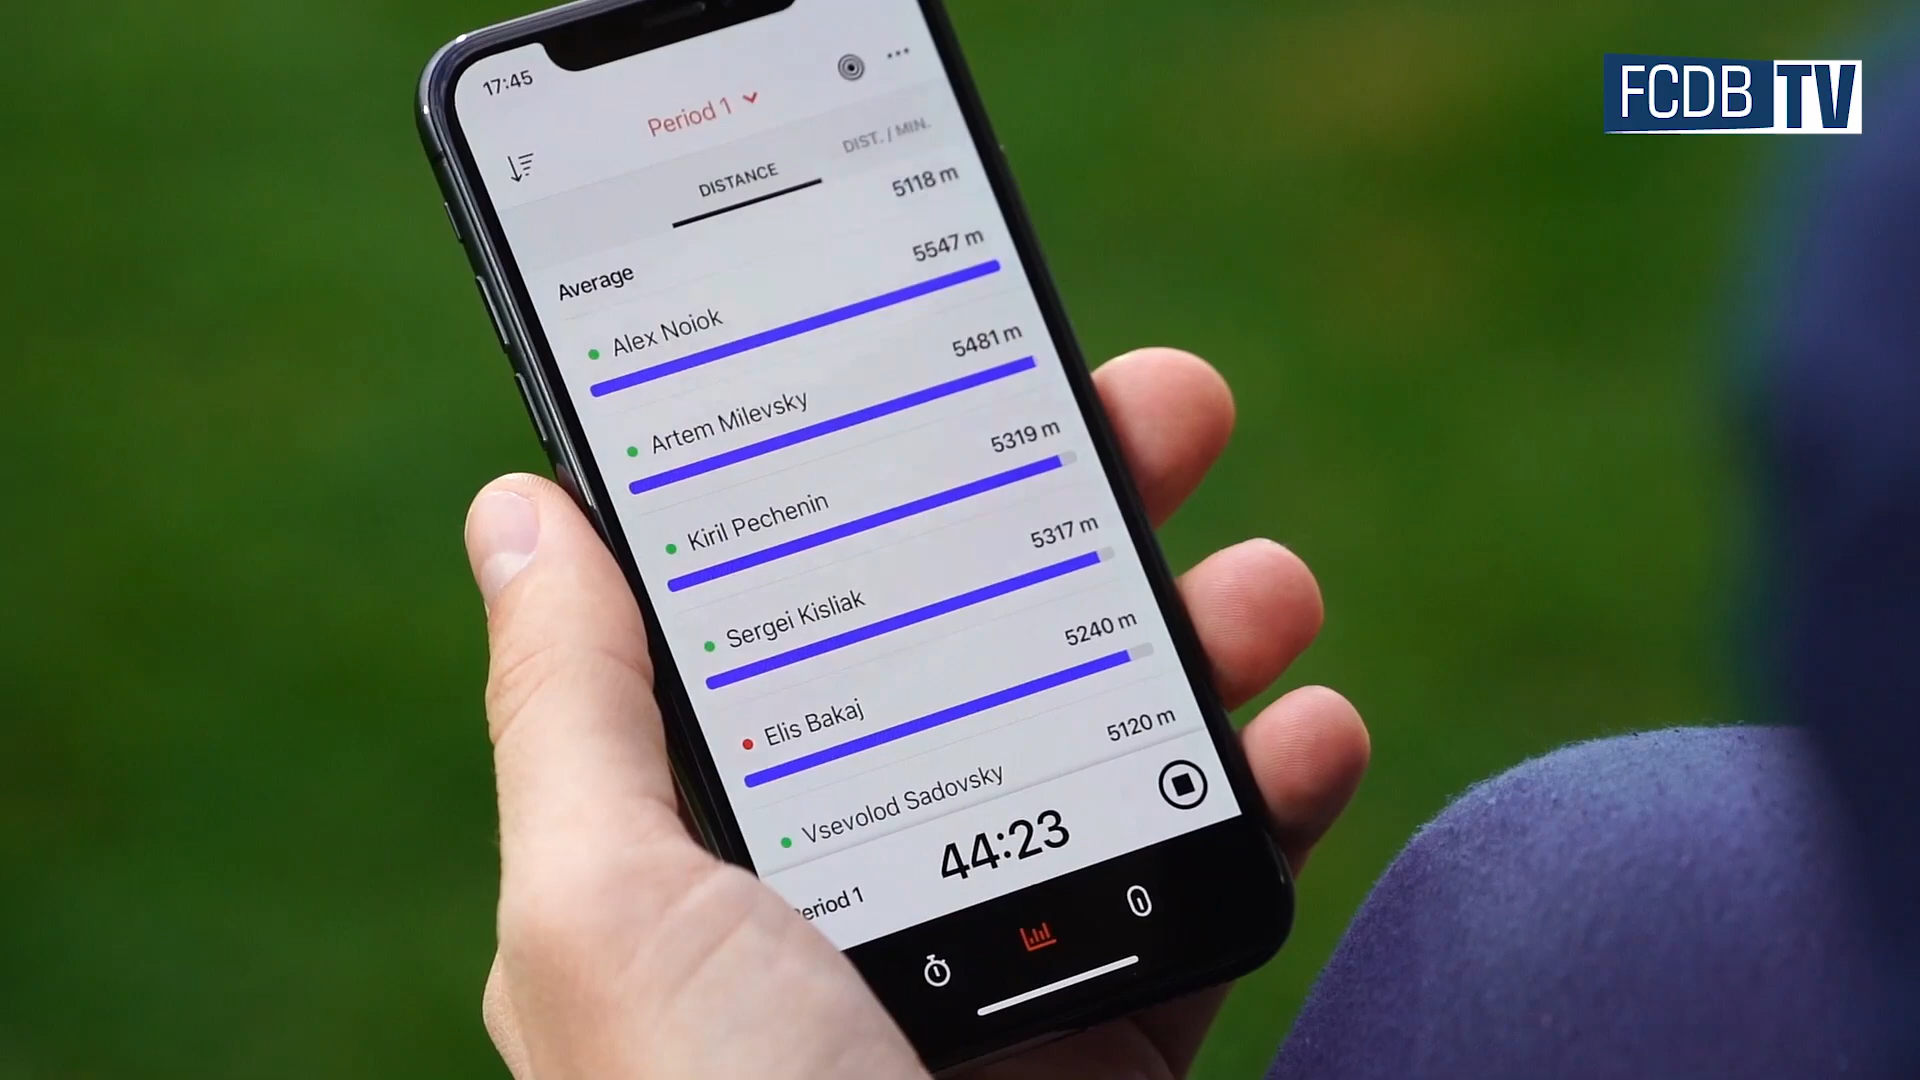 FCDB TV
17:45
Period 1
DISTANCE
DIST. / MIN.
Average 5118 m
Alex Noiok 5547 m
Artem Milevsky 5481 m
Kiril Pechenin 5319 m
Sergei Kisliak 5317 m
Elis Bakaj 5240 m
Vsevolod Sadovsky 5120 m
eriod 1 44:23